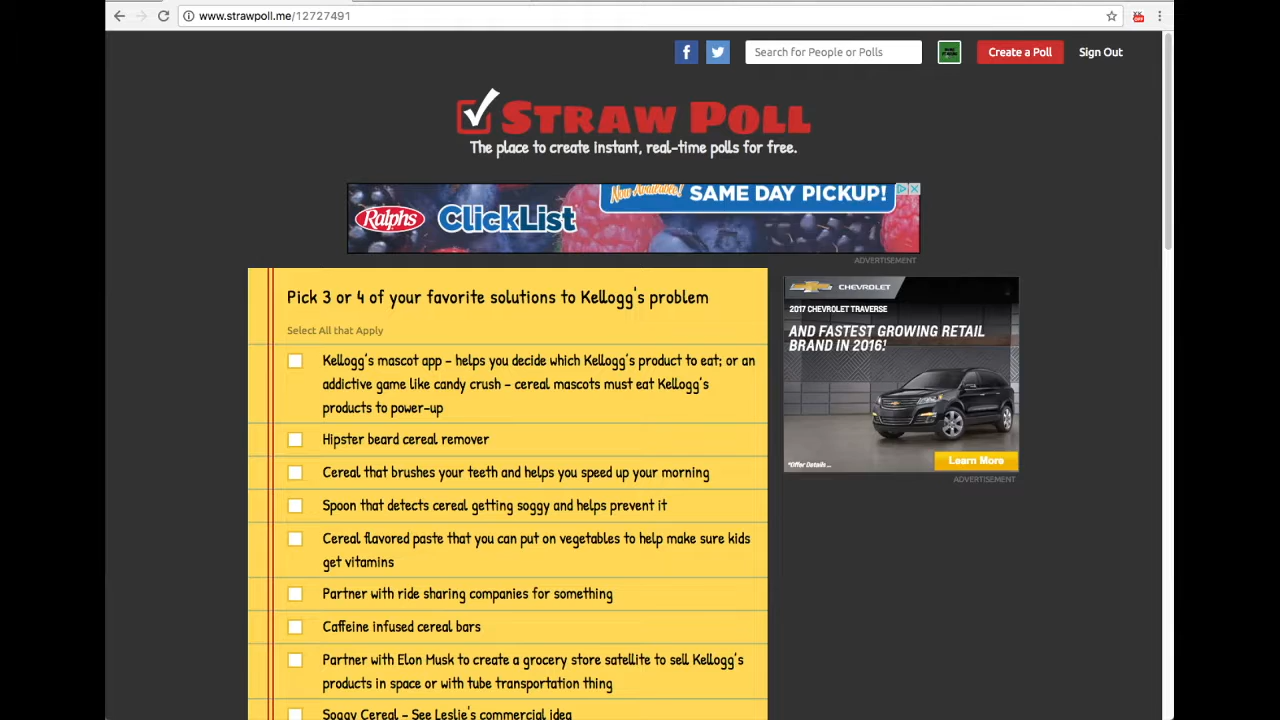 www.strawpoll.me/12727491
Search for People or Polls
Create a Poll
Sign Out
STRAW POLL
The place to create instant, real-time polls for free.
Now Available! SAME DAY PICKUP!
Ralphs ClickList
ADVERTISEMENT
Pick 3 or 4 of your favorite solutions to Kellogg's problem
Select All that Apply
Kellogg's mascot app - helps you decide which Kellogg's product to eat; or an
addictive game like candy crush - cereal mascots must eat Kellogg's
products to power-up
Hipster beard cereal remover
Cereal that brushes your teeth and helps you speed up your morning
Spoon that detects cereal getting soggy and helps prevent it
Cereal flavored paste that you can put on vegetables to help make sure kids
get vitamins
Partner with ride sharing companies for something
Caffeine infused cereal bars
Partner with Elon Musk to create a grocery store satellite to sell Kellogg's
products in space or with tube transportation thing
Soggy Cereal - See Leslie's commercial idea
CHEVROLET
2017 CHEVROLET TRAVERSE
AND FASTEST GROWING RETAIL
BRAND IN 2016!
*Offer Details ...
Learn More
ADVERTISEMENT